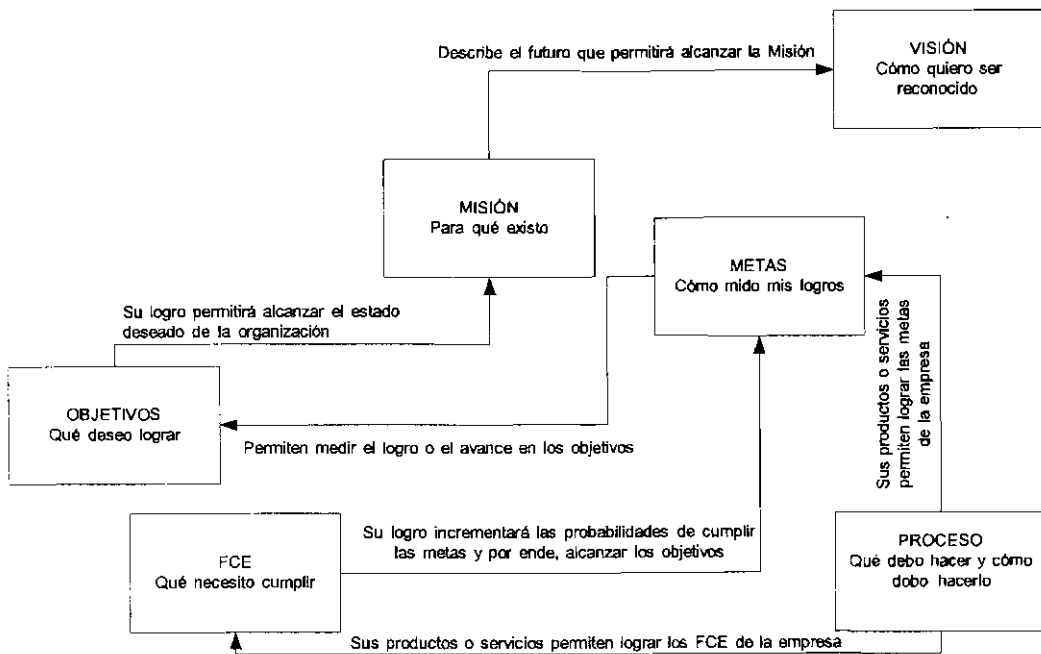 Describe el futuro que permitirá alcanzar la Misión
VISIÓN
Cómo quiero ser
reconocido
MISIÓN
Para qué existo
METAS
Cómo mido mis logros
Su logro permitirá alcanzar el estado
deseado de la organización
Sus productos o servicios
permiten lograr las metas
de la empresa
OBJETIVOS
Qué deseo lograr
Permiten medir el logro o el avance en los objetivos
Su logro incrementará las probabilidades de cumplir
las metas y por ende, alcanzar los objetivos
FCE
Qué necesito cumplir
PROCESO
Qué debo hacer y cómo
dobo hacerlo
Sus productos o servicios permiten lograr los FCE de la empresa